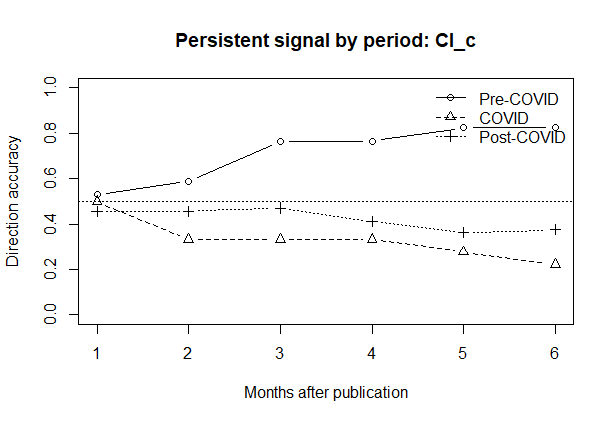 Persistent signal by period: CI_c
Direction accuracy
1.0
0.8
0.6
0.4
0.2
0.0
Pre-COVID
COVID
Post-COVID
1 2 3 4 5 6
Months after publication